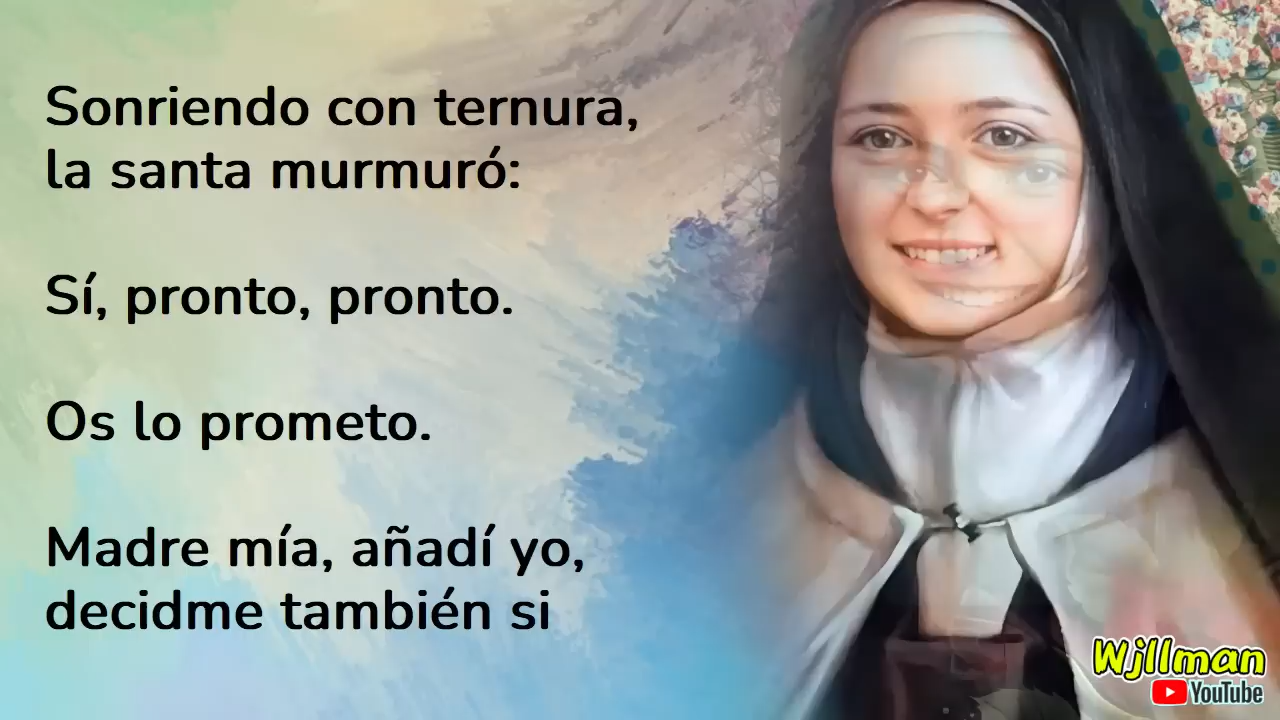 Sonriendo con ternura,
la santa murmuró:
Sí, pronto, pronto.
Os lo prometo.
Madre mía, añadí yo,
decidme también si
Wjllman
YouTube